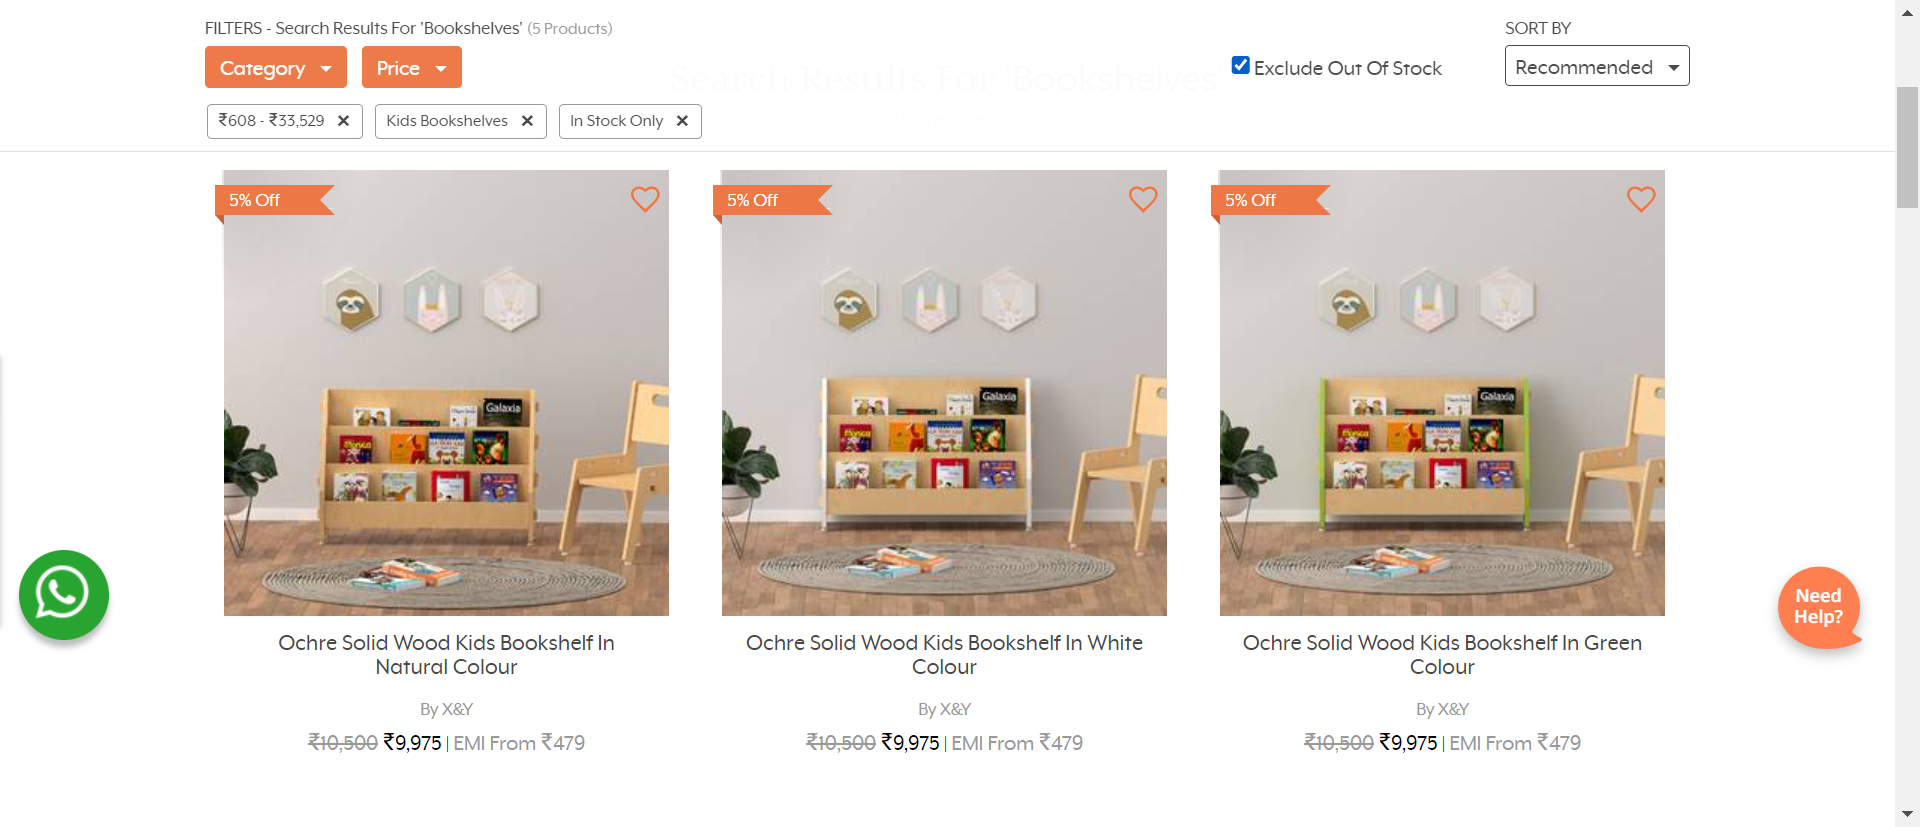 FILTERS - Search Results For 'Bookshelves' (5 Products)
SORT BY
Category
Price
Search Results For 'Bookshelves'
Exclude Out Of Stock
Recommended
₹608 - ₹33,529 ✕
Kids Bookshelves ✕
In Stock Only ✕
5% Off
5% Off
5% Off
Galaxia
Galaxia
Galaxia
Need
Help?
Ochre Solid Wood Kids Bookshelf In
Natural Colour
By X&Y
₹10,500 ₹9,975 | EMI From ₹479
Ochre Solid Wood Kids Bookshelf In White
Colour
By X&Y
₹10,500 ₹9,975 | EMI From ₹479
Ochre Solid Wood Kids Bookshelf In Green
Colour
By X&Y
₹10,500 ₹9,975 | EMI From ₹479